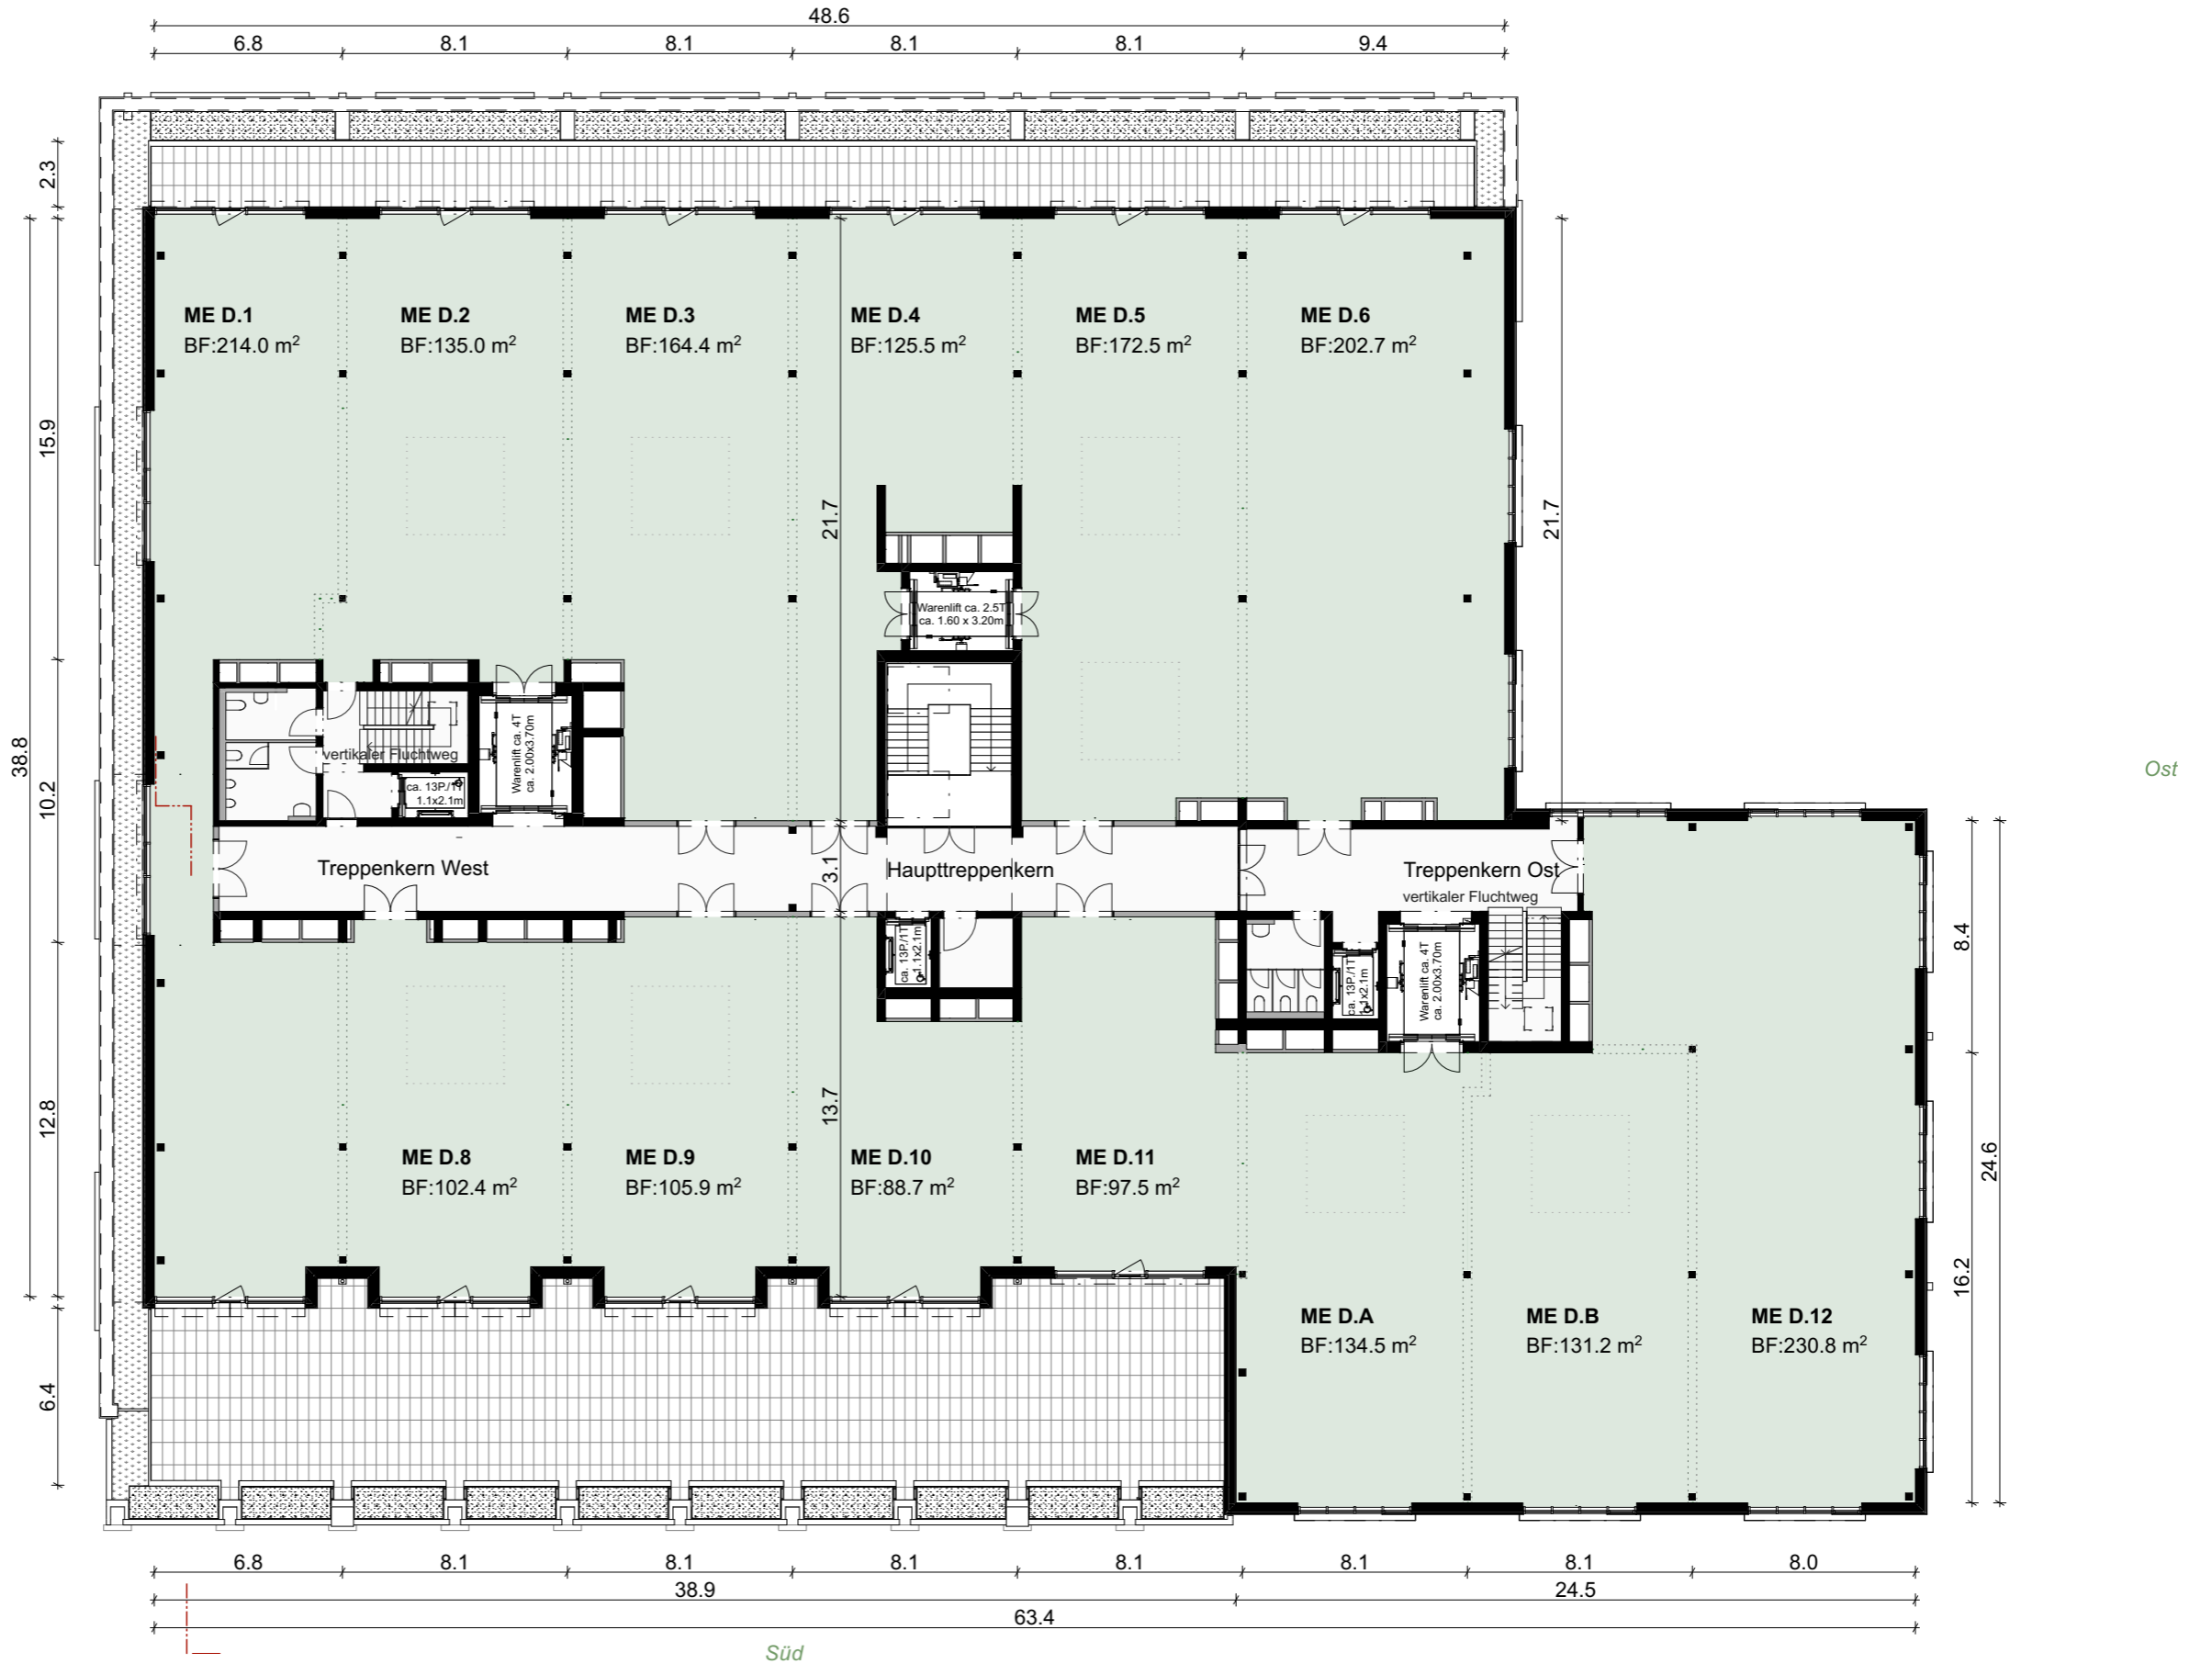 48.6
6.8 8.1 8.1 8.1 8.1 9.4
2.3
ME D.1
BF:214.0 m²
ME D.2
BF:135.0 m²
ME D.3
BF:164.4 m²
ME D.4
BF:125.5 m²
ME D.5
BF:172.5 m²
ME D.6
BF:202.7 m²
15.9
21.7
21.7
Warenlift ca. 2.5T
ca. 1.60 x 3.20m
38.8
10.2
vertikaler Fluchtweg
ca. 13P./1T
1.1x2.1m
Warenlift ca. 4T
ca. 2.00x3.70m
Ost
Treppenkern West
3.1
Haupttreppenkern
Treppenkern Ost
vertikaler Fluchtweg
ca. 13P./1T
1.1x2.1m
ca. 13P./1T
1.1x2.1m
Warenlift ca. 4T
ca. 2.00x3.70m
8.4
12.8
13.7
24.6
ME D.8
BF:102.4 m²
ME D.9
BF:105.9 m²
ME D.10
BF:88.7 m²
ME D.11
BF:97.5 m²
16.2
ME D.A
BF:134.5 m²
ME D.B
BF:131.2 m²
ME D.12
BF:230.8 m²
6.4
6.8 8.1 8.1 8.1 8.1 8.1 8.1 8.0
38.9 24.5
63.4
Süd